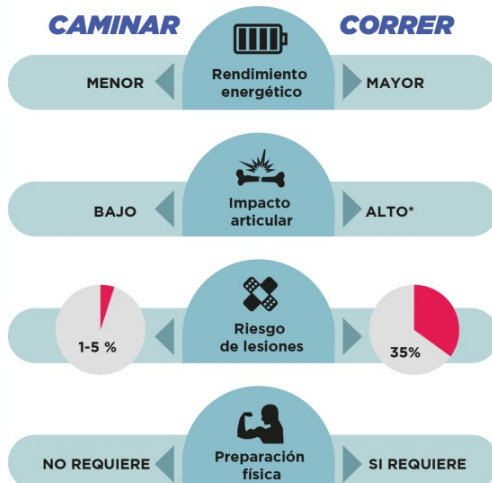 CAMINAR
CORRER
Rendimiento
energético
MENOR
MAYOR
Impacto
articular
BAJO
ALTO*
Riesgo
de lesiones
1-5 %
35%
Preparación
física
NO REQUIERE
SI REQUIERE